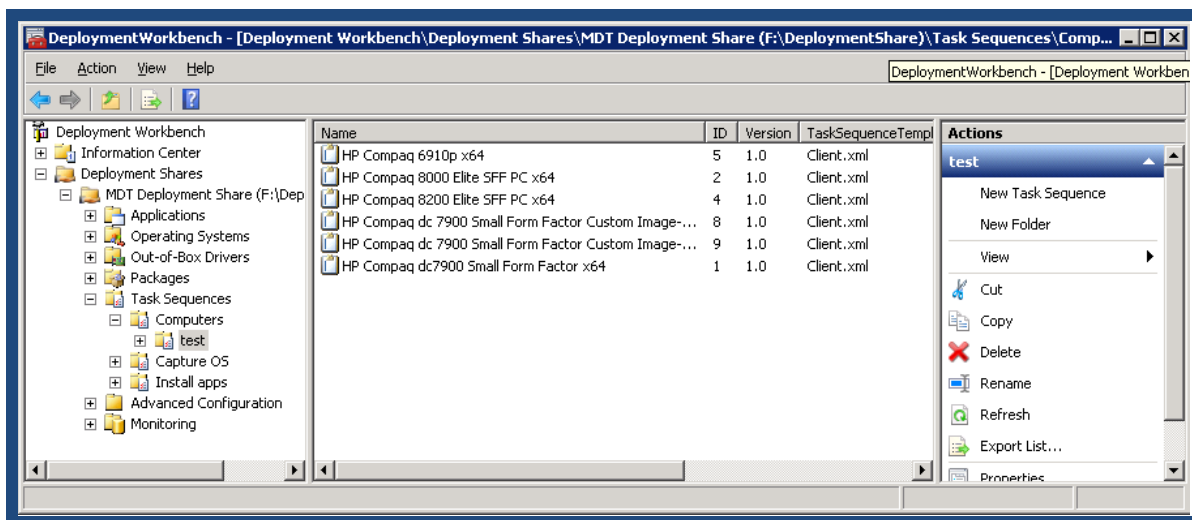 DeploymentWorkbench - [Deployment Workbench\Deployment Shares\MDT Deployment Share (F:\DeploymentShare)\Task Sequences\Comp...
File Action View Help
DeploymentWorkbench - [Deployment Workben
Deployment Workbench
Information Center
Deployment Shares
MDT Deployment Share (F:\Dep
Applications
Operating Systems
Out-of-Box Drivers
Packages
Task Sequences
Computers
test
Capture OS
Install apps
Advanced Configuration
Monitoring
Name ID Version TaskSequenceTempl
HP Compaq 6910p x64 5 1.0 Client.xml
HP Compaq 8000 Elite SFF PC x64 2 1.0 Client.xml
HP Compaq 8200 Elite SFF PC x64 4 1.0 Client.xml
HP Compaq dc 7900 Small Form Factor Custom Image-... 8 1.0 Client.xml
HP Compaq dc 7900 Small Form Factor Custom Image-... 9 1.0 Client.xml
HP Compaq dc7900 Small Form Factor x64 1 1.0 Client.xml
Actions
test
New Task Sequence
New Folder
View
Cut
Copy
Delete
Rename
Refresh
Export List...
Properties